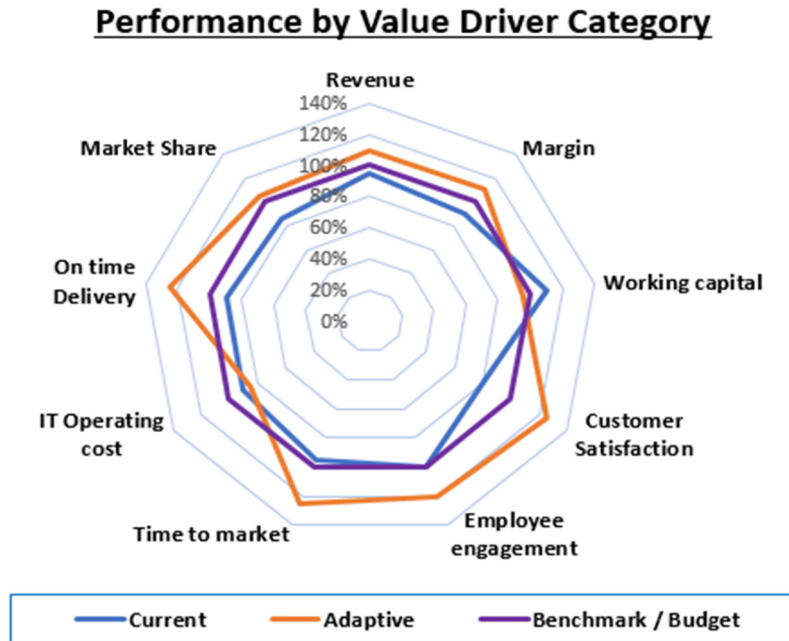 Performance by Value Driver Category
Revenue
140%
120%
100%
80%
60%
40%
20%
0%
Margin
Working capital
Customer
Satisfaction
Employee
engagement
Time to market
IT Operating
cost
On time
Delivery
Market Share
Current
Adaptive
Benchmark / Budget